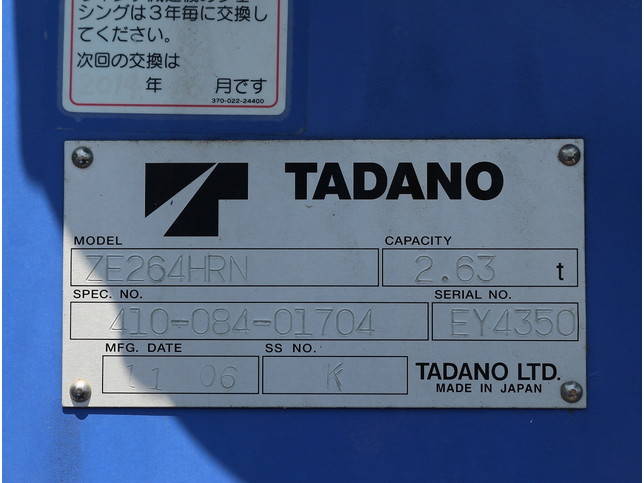 シングは3年毎に交換し
てください。
次回の交換は
年 月です
370-022-24400
TADANO
MODEL CAPACITY
ZE264HRN 2.63 t
SPEC. NO. SERIAL NO.
410-084-01704 EY4350
MFG. DATE SS NO.
11 06 K TADANO LTD.
MADE IN JAPAN